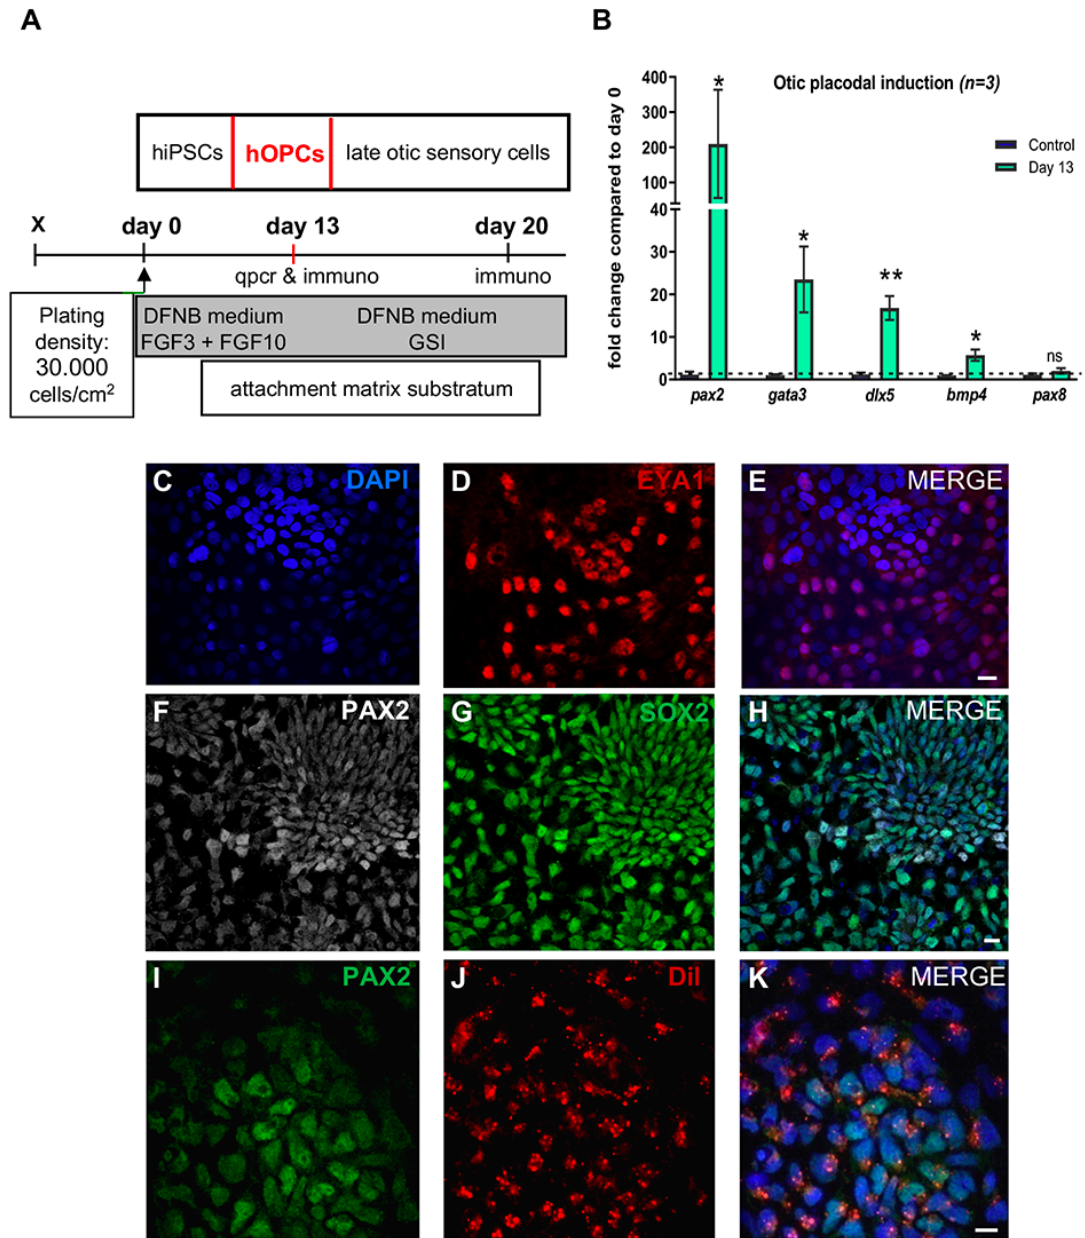 A
hiPSCs
hOPCs
late otic sensory cells
X
day 0
day 13
day 20
qpcr & immuno
immuno
Plating
density:
30.000
cells/cm²
DFNB medium
FGF3 + FGF10
DFNB medium
GSI
attachment matrix substratum
B
Otic placodal induction (n=3)
fold change compared to day 0
400
300
200
100
40
30
20
10
0
*
*
**
*
ns
Control
Day 13
pax2
gata3
dlx5
bmp4
pax8
C
DAPI
D
EYA1
E
MERGE
F
PAX2
G
SOX2
H
MERGE
I
PAX2
J
DiI
K
MERGE